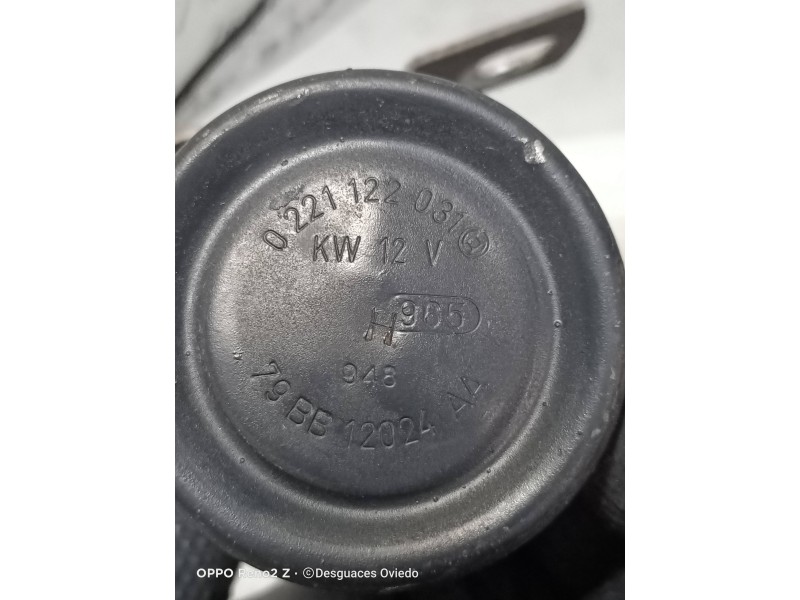 0 221 122 031
KW 12 V
H 965
948
79 BB 12024 AA
OPPO Reno2 Z · ©Desguaces Oviedo